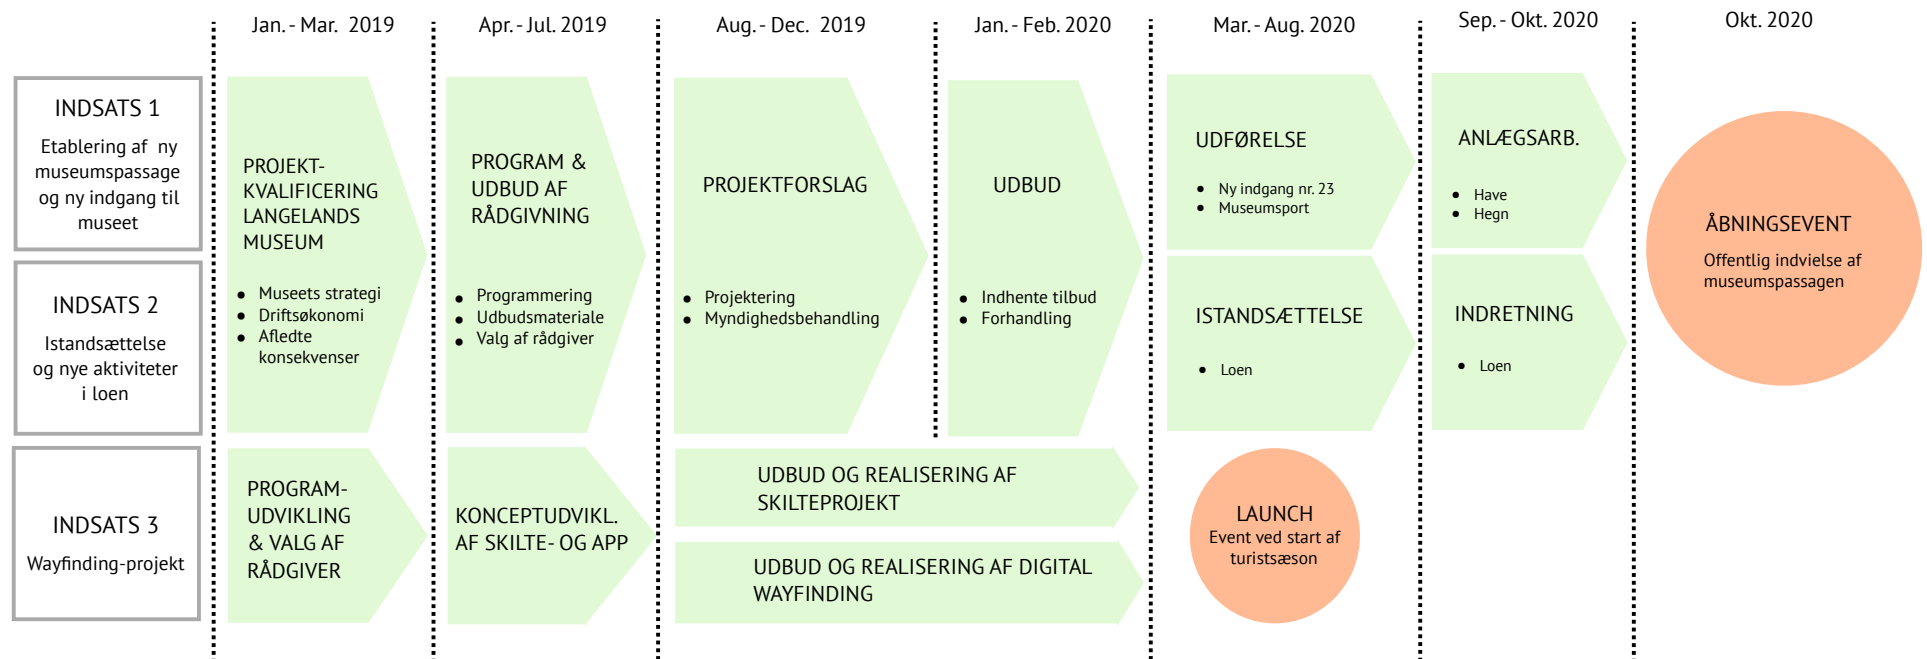 Jan. - Mar. 2019
Apr. - Jul. 2019
Aug. - Dec. 2019
Jan. - Feb. 2020
Mar. - Aug. 2020
Sep. - Okt. 2020
Okt. 2020
INDSATS 1
Etablering af ny
museumspassage
og ny indgang til
museet
INDSATS 2
Istandsættelse
og nye aktiviteter
i loen
PROJEKT-
KVALIFICERING
LANGELANDS
MUSEUM
• Museets strategi
• Driftsøkonomi
• Afledte
konsekvenser
PROGRAM &
UDBUD AF
RÅDGIVNING
• Programmering
• Udbudsmateriale
• Valg af rådgiver
PROJEKTFORSLAG
• Projektering
• Myndighedsbehandling
UDBUD
• Indhente tilbud
• Forhandling
UDFØRELSE
• Ny indgang nr. 23
• Museumsport
ISTANDSÆTTELSE
• Loen
ANLÆGSARB.
• Have
• Hegn
INDRETNING
• Loen
ÅBNINGSEVENT
Offentlig indvielse af
museumspassagen
INDSATS 3
Wayfinding-projekt
PROGRAM-
UDVIKLING
& VALG AF
RÅDGIVER
KONCEPTUDVIKL.
AF SKILTE- OG APP
UDBUD OG REALISERING AF
SKILTEPROJEKT
UDBUD OG REALISERING AF DIGITAL
WAYFINDING
LAUNCH
Event ved start af
turistsæson